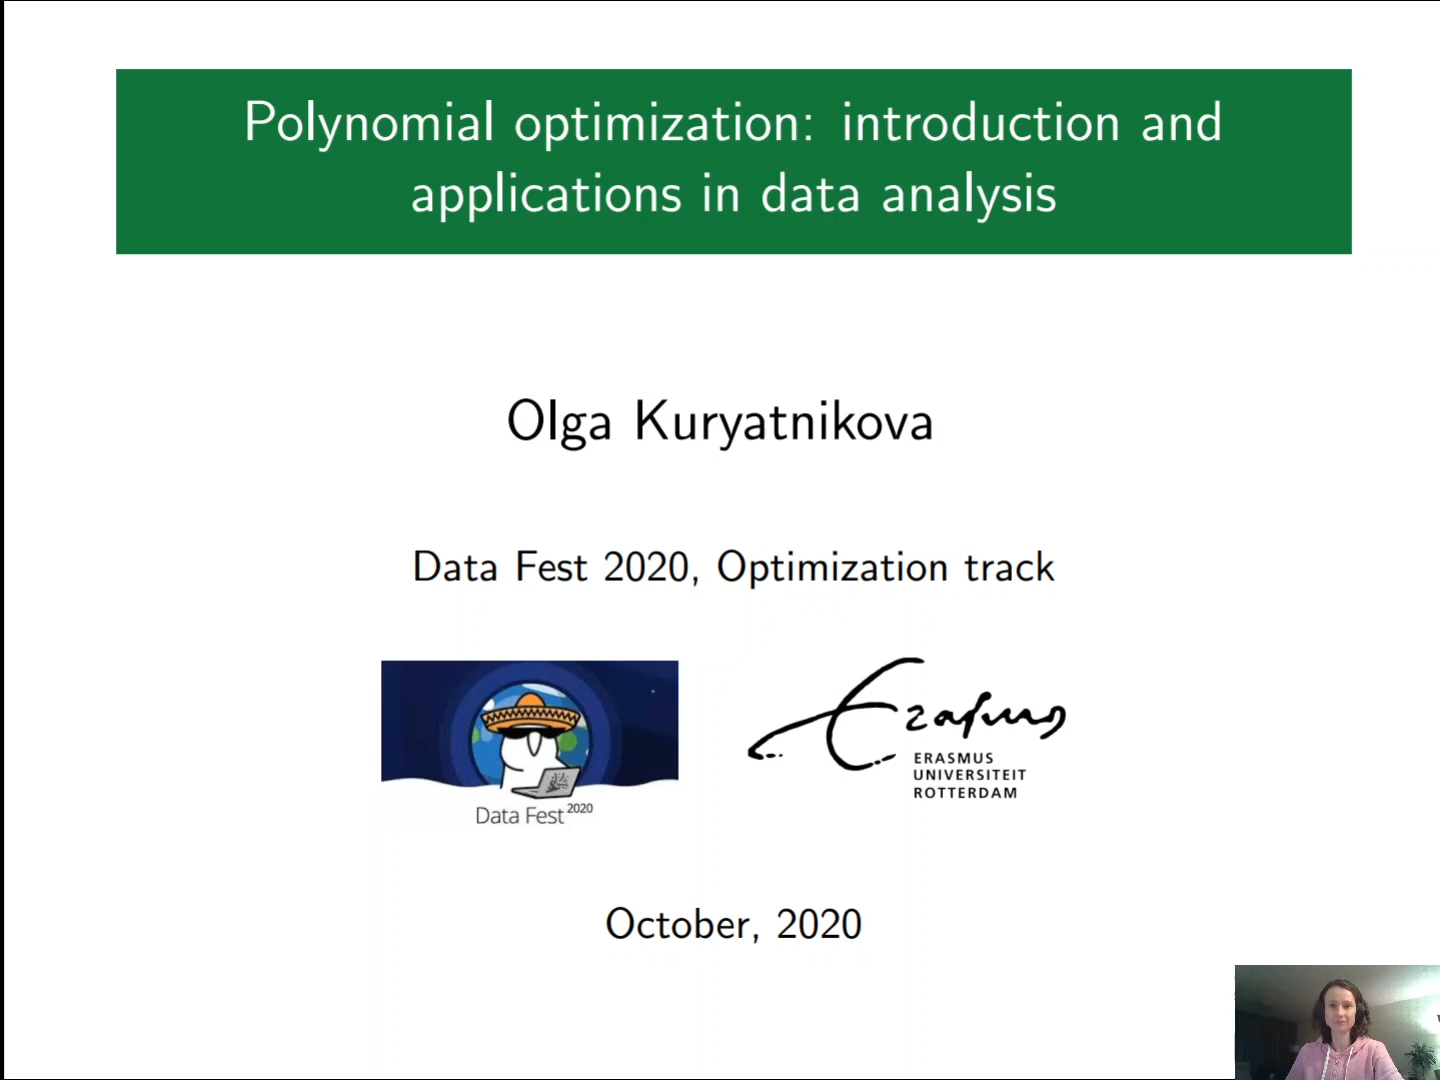 Polynomial optimization: introduction and
applications in data analysis
Olga Kuryatnikova
Data Fest 2020, Optimization track
Data Fest 2020
Erasmus
ERASMUS
UNIVERSITEIT
ROTTERDAM
October, 2020